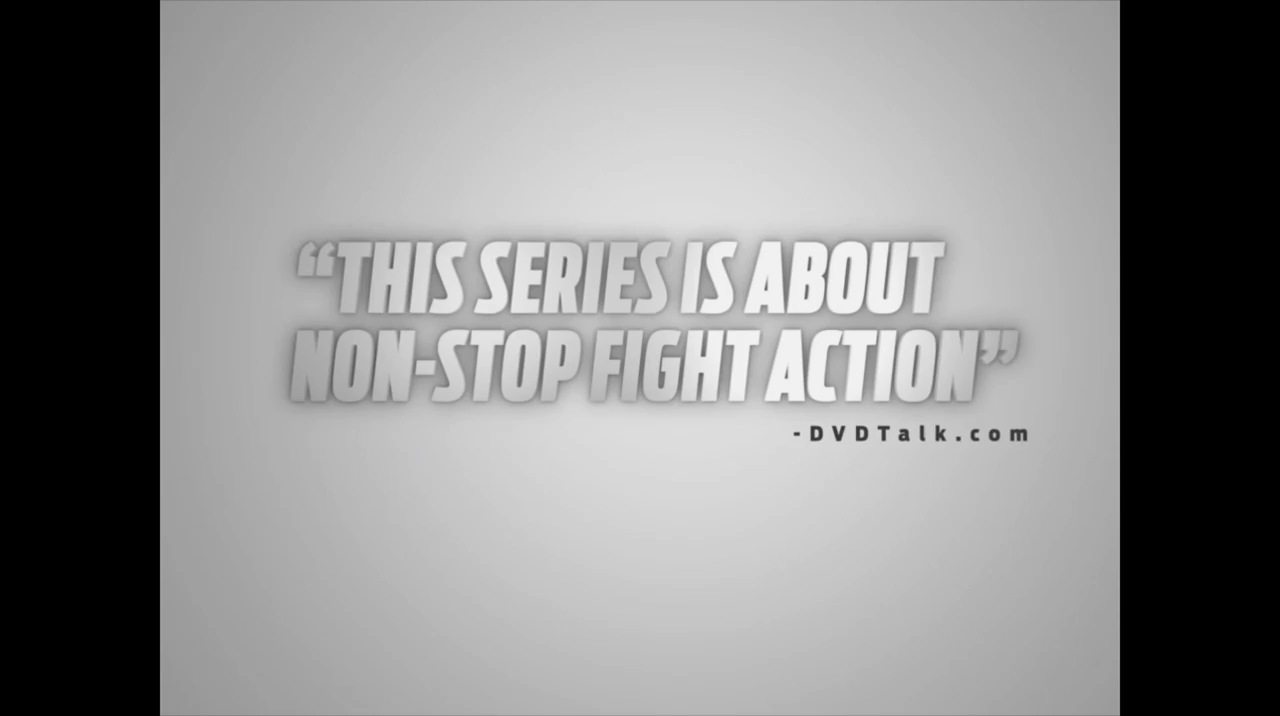 “THIS SERIES IS ABOUT
NON-STOP FIGHT ACTION”
-DVDTalk.com